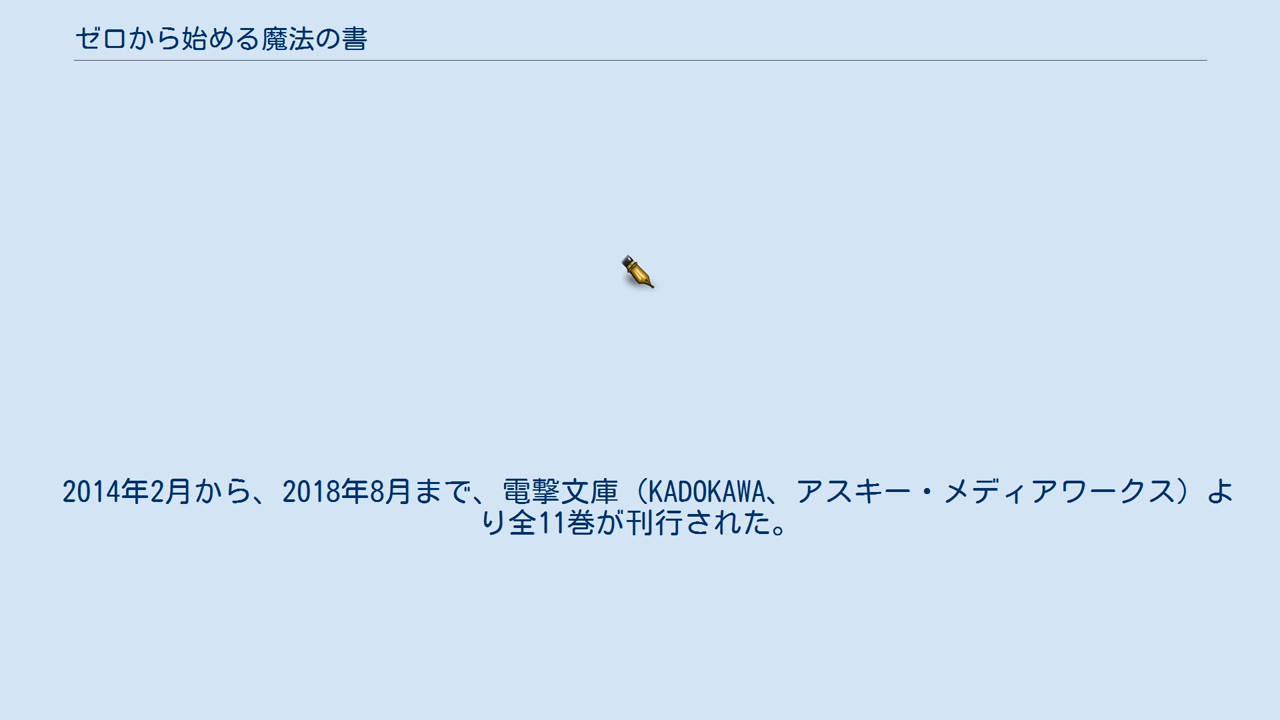 ゼロから始める魔法の書
2014年2月から、2018年8月まで、電撃文庫（KADOKAWA、アスキー・メディアワークス）よ
り全11巻が刊行された。